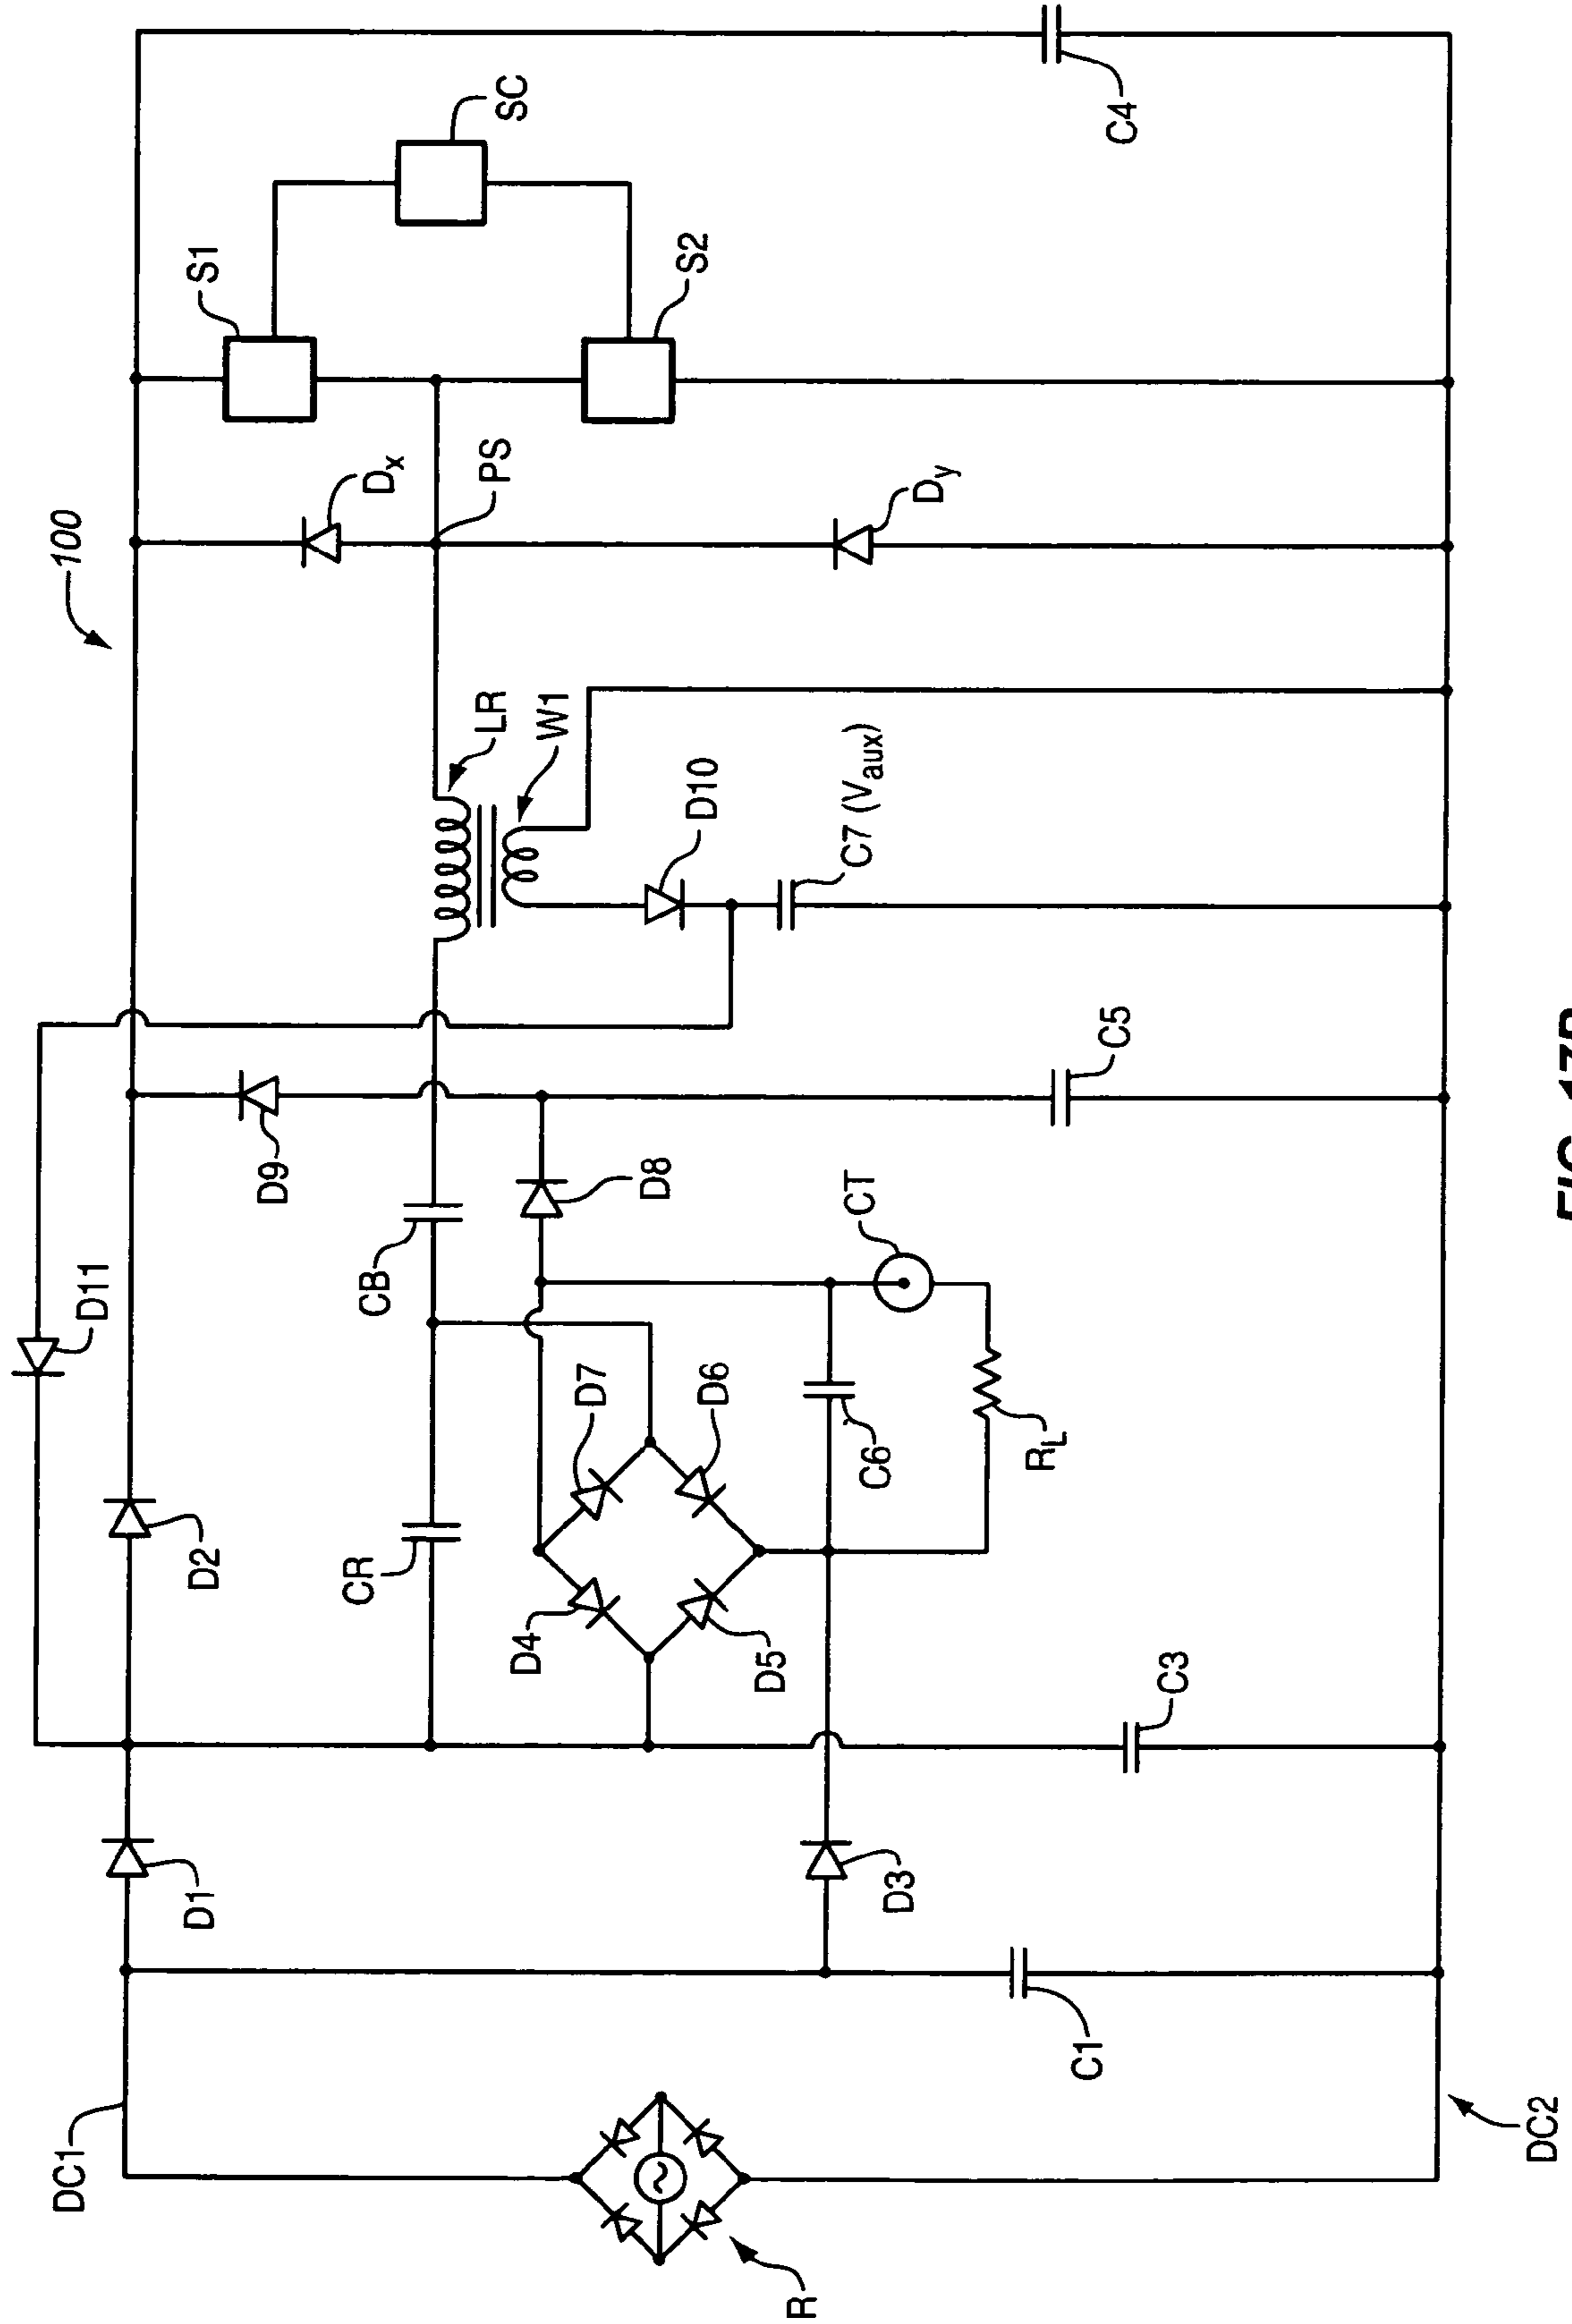 D11
100
DC1
D1
D2
D9
S1
SC
CR
CB
Dx
PS
LR
W1
D4
D7
D8
S2
D5
D6
D10
C6
CT
C7 (Vaux)
Dy
D3
RL
C1
C3
C5
C4
R
DC2
FIG.